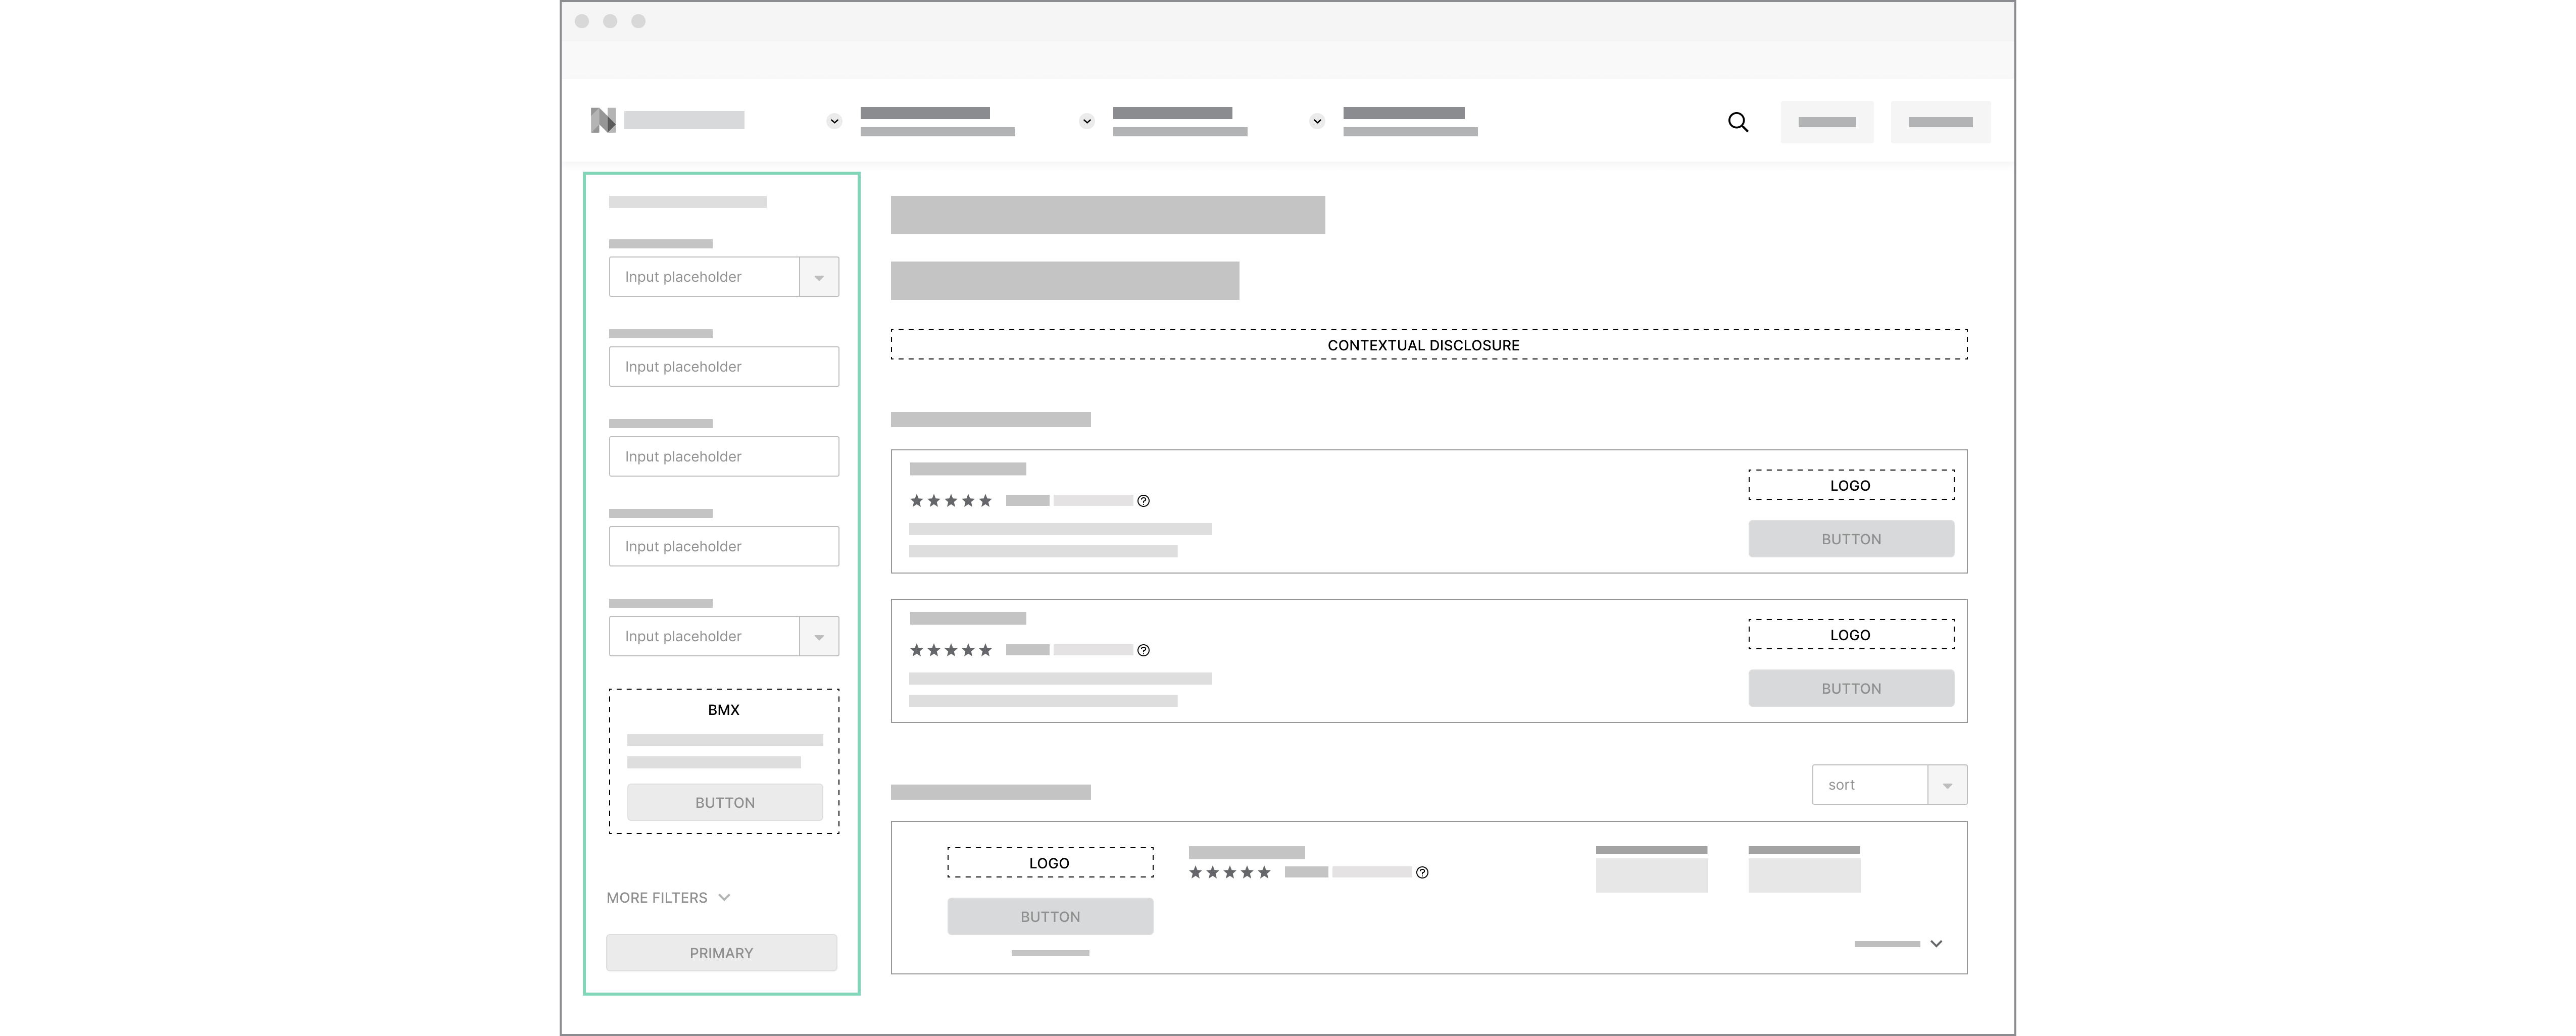 Input placeholder
Input placeholder
Input placeholder
Input placeholder
Input placeholder
BMX
BUTTON
MORE FILTERS
PRIMARY
CONTEXTUAL DISCLOSURE
LOGO
BUTTON
LOGO
BUTTON
sort
LOGO
BUTTON